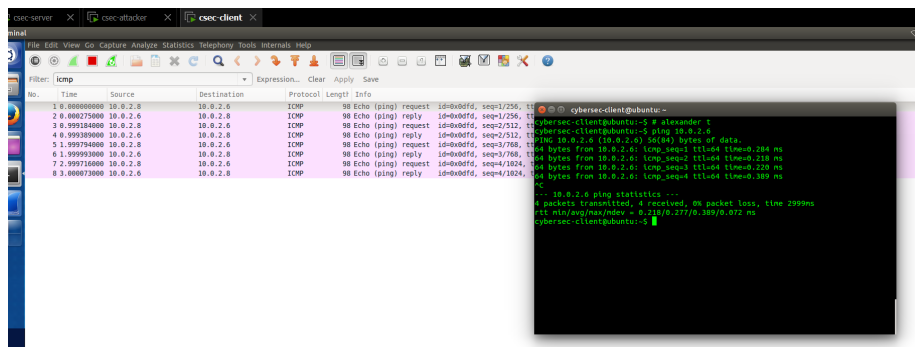 csec-server
csec-attacker
csec-client
minal
File Edit View Go Capture Analyze Statistics Telephony Tools Internals Help
Filter: icmp Expression... Clear Apply Save
No. Time Source Destination Protocol Length Info
1 0.000000000 10.0.2.8 10.0.2.6 ICMP 98 Echo (ping) request id=0x0dfd, seq=1/256, tt
2 0.000275000 10.0.2.6 10.0.2.8 ICMP 98 Echo (ping) reply id=0x0dfd, seq=1/256, tt
3 0.999184000 10.0.2.8 10.0.2.6 ICMP 98 Echo (ping) request id=0x0dfd, seq=2/512, tt
4 0.999389000 10.0.2.6 10.0.2.8 ICMP 98 Echo (ping) reply id=0x0dfd, seq=2/512, tt
5 1.999794000 10.0.2.8 10.0.2.6 ICMP 98 Echo (ping) request id=0x0dfd, seq=3/768, tt
6 1.999993000 10.0.2.6 10.0.2.8 ICMP 98 Echo (ping) reply id=0x0dfd, seq=3/768, tt
7 2.999716000 10.0.2.8 10.0.2.6 ICMP 98 Echo (ping) request id=0x0dfd, seq=4/1024,
8 3.000073000 10.0.2.6 10.0.2.8 ICMP 98 Echo (ping) reply id=0x0dfd, seq=4/1024,
cybersec-client@ubuntu: ~
cybersec-client@ubuntu:~$ # alexander t
cybersec-client@ubuntu:~$ ping 10.0.2.6
PING 10.0.2.6 (10.0.2.6) 56(84) bytes of data.
64 bytes from 10.0.2.6: icmp_seq=1 ttl=64 time=0.284 ms
64 bytes from 10.0.2.6: icmp_seq=2 ttl=64 time=0.218 ms
64 bytes from 10.0.2.6: icmp_seq=3 ttl=64 time=0.220 ms
64 bytes from 10.0.2.6: icmp_seq=4 ttl=64 time=0.389 ms
^C
--- 10.0.2.6 ping statistics ---
4 packets transmitted, 4 received, 0% packet loss, time 2999ms
rtt min/avg/max/mdev = 0.218/0.277/0.389/0.072 ms
cybersec-client@ubuntu:~$